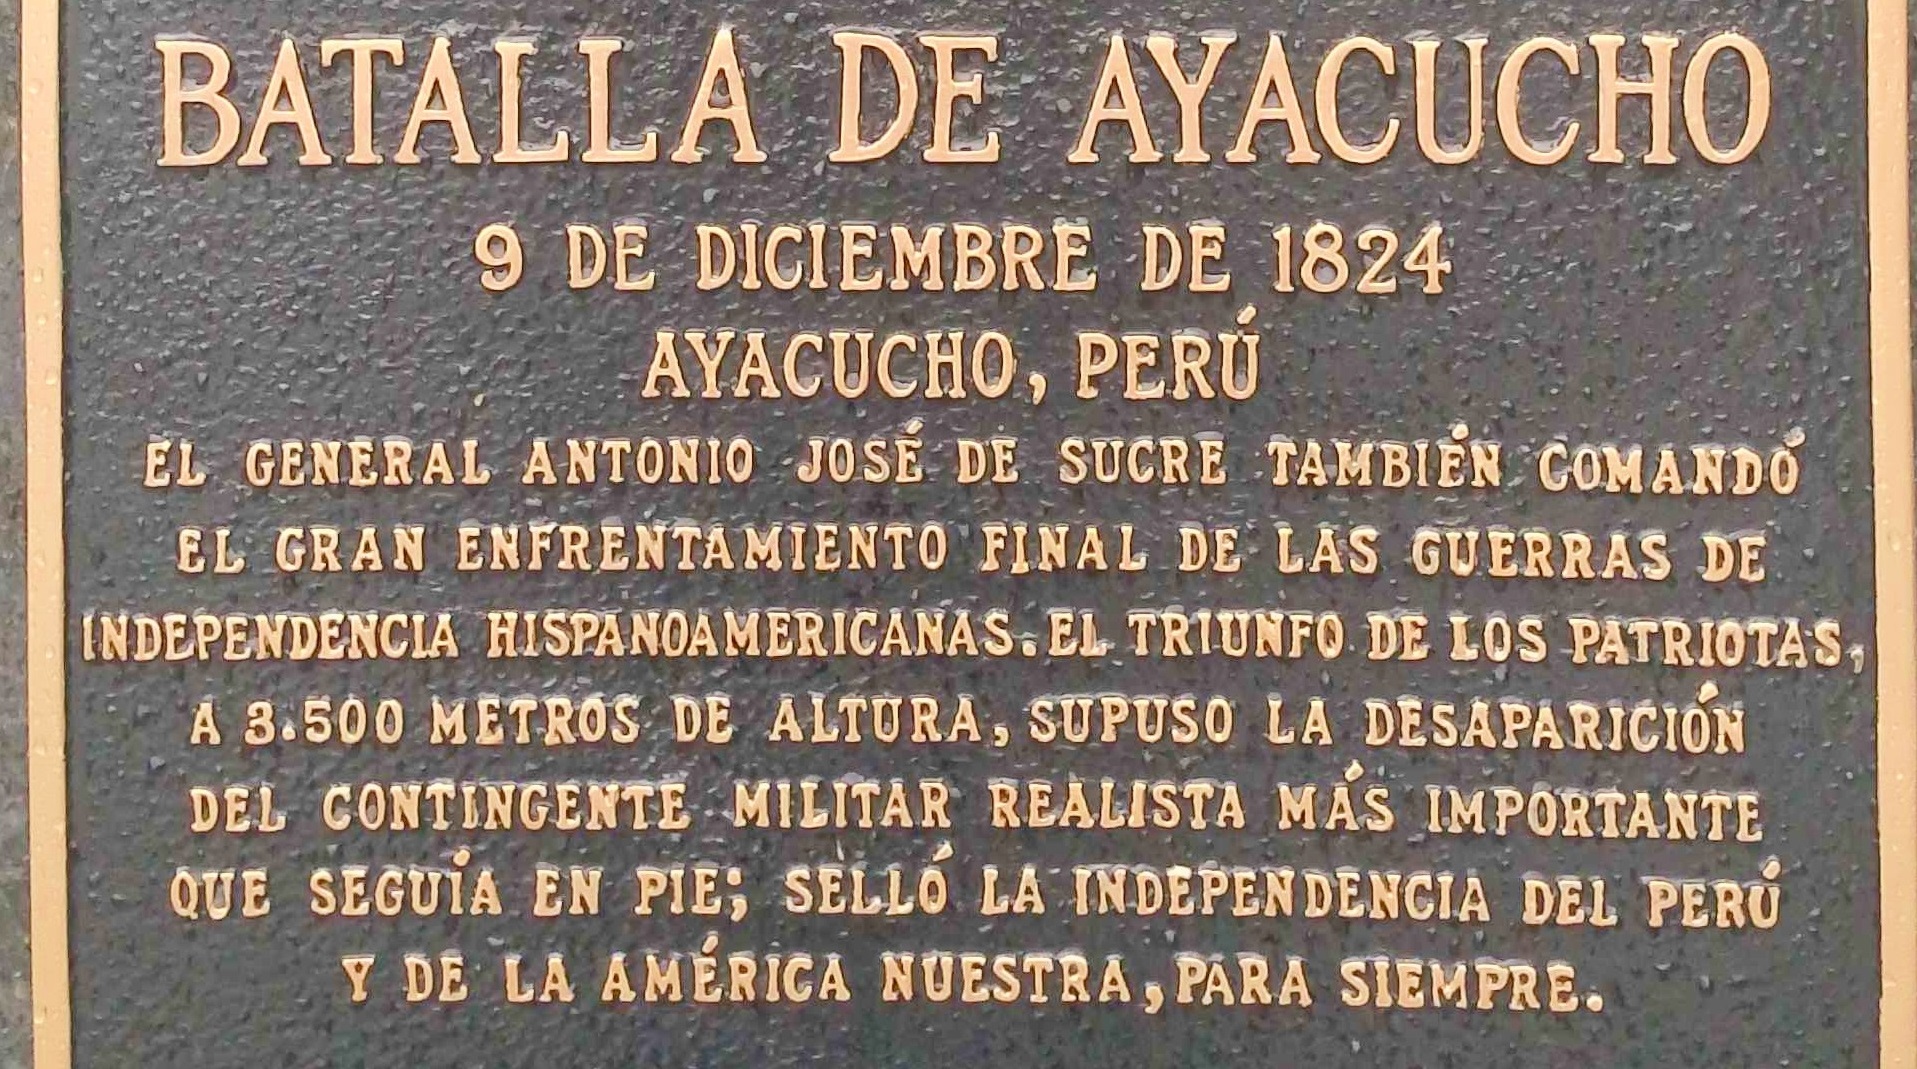 BATALLA DE AYACUCHO
9 DE DICIEMBRE DE 1824
AYACUCHO, PERÚ
EL GENERAL ANTONIO JOSÉ DE SUCRE TAMBIÉN COMANDÓ
EL GRAN ENFRENTAMIENTO FINAL DE LAS GUERRAS DE
INDEPENDENCIA HISPANOAMERICANAS. EL TRIUNFO DE LOS PATRIOTAS,
A 3.500 METROS DE ALTURA, SUPUSO LA DESAPARICIÓN
DEL CONTINGENTE MILITAR REALISTA MÁS IMPORTANTE
QUE SEGUÍA EN PIE; SELLÓ LA INDEPENDENCIA DEL PERÚ
Y DE LA AMÉRICA NUESTRA, PARA SIEMPRE.